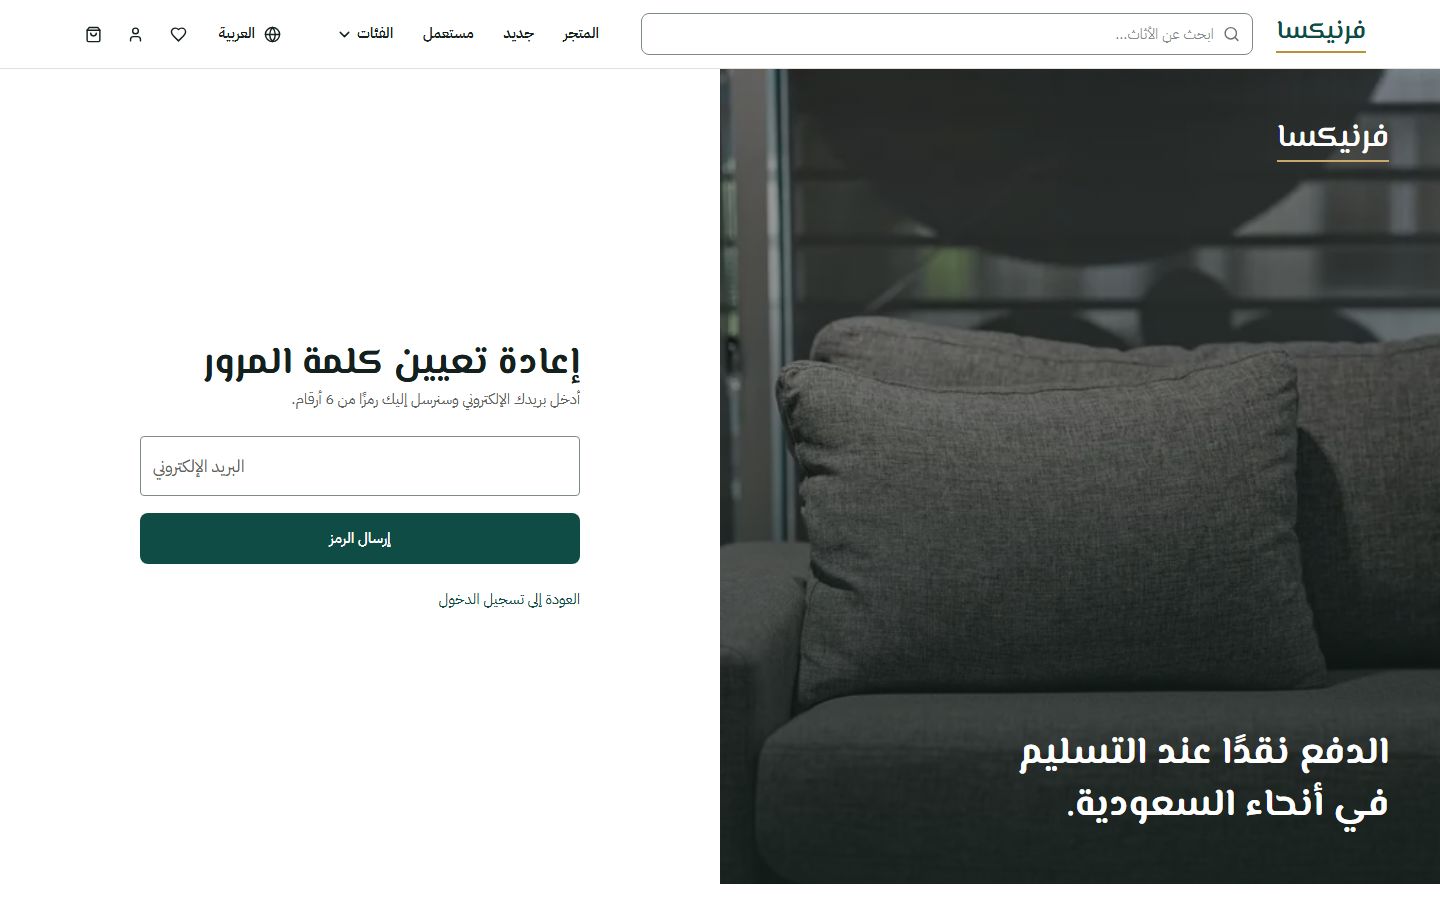 فرنيكسا
ابحث عن الأثاث...
المتجر
جديد
مستعمل
الفئات
العربية
فرنيكسا
الدفع نقدًا عند التسليم
في أنحاء السعودية.
إعادة تعيين كلمة المرور
أدخل بريدك الإلكتروني وسنرسل إليك رمزًا من 6 أرقام.
البريد الإلكتروني
إرسال الرمز
العودة إلى تسجيل الدخول